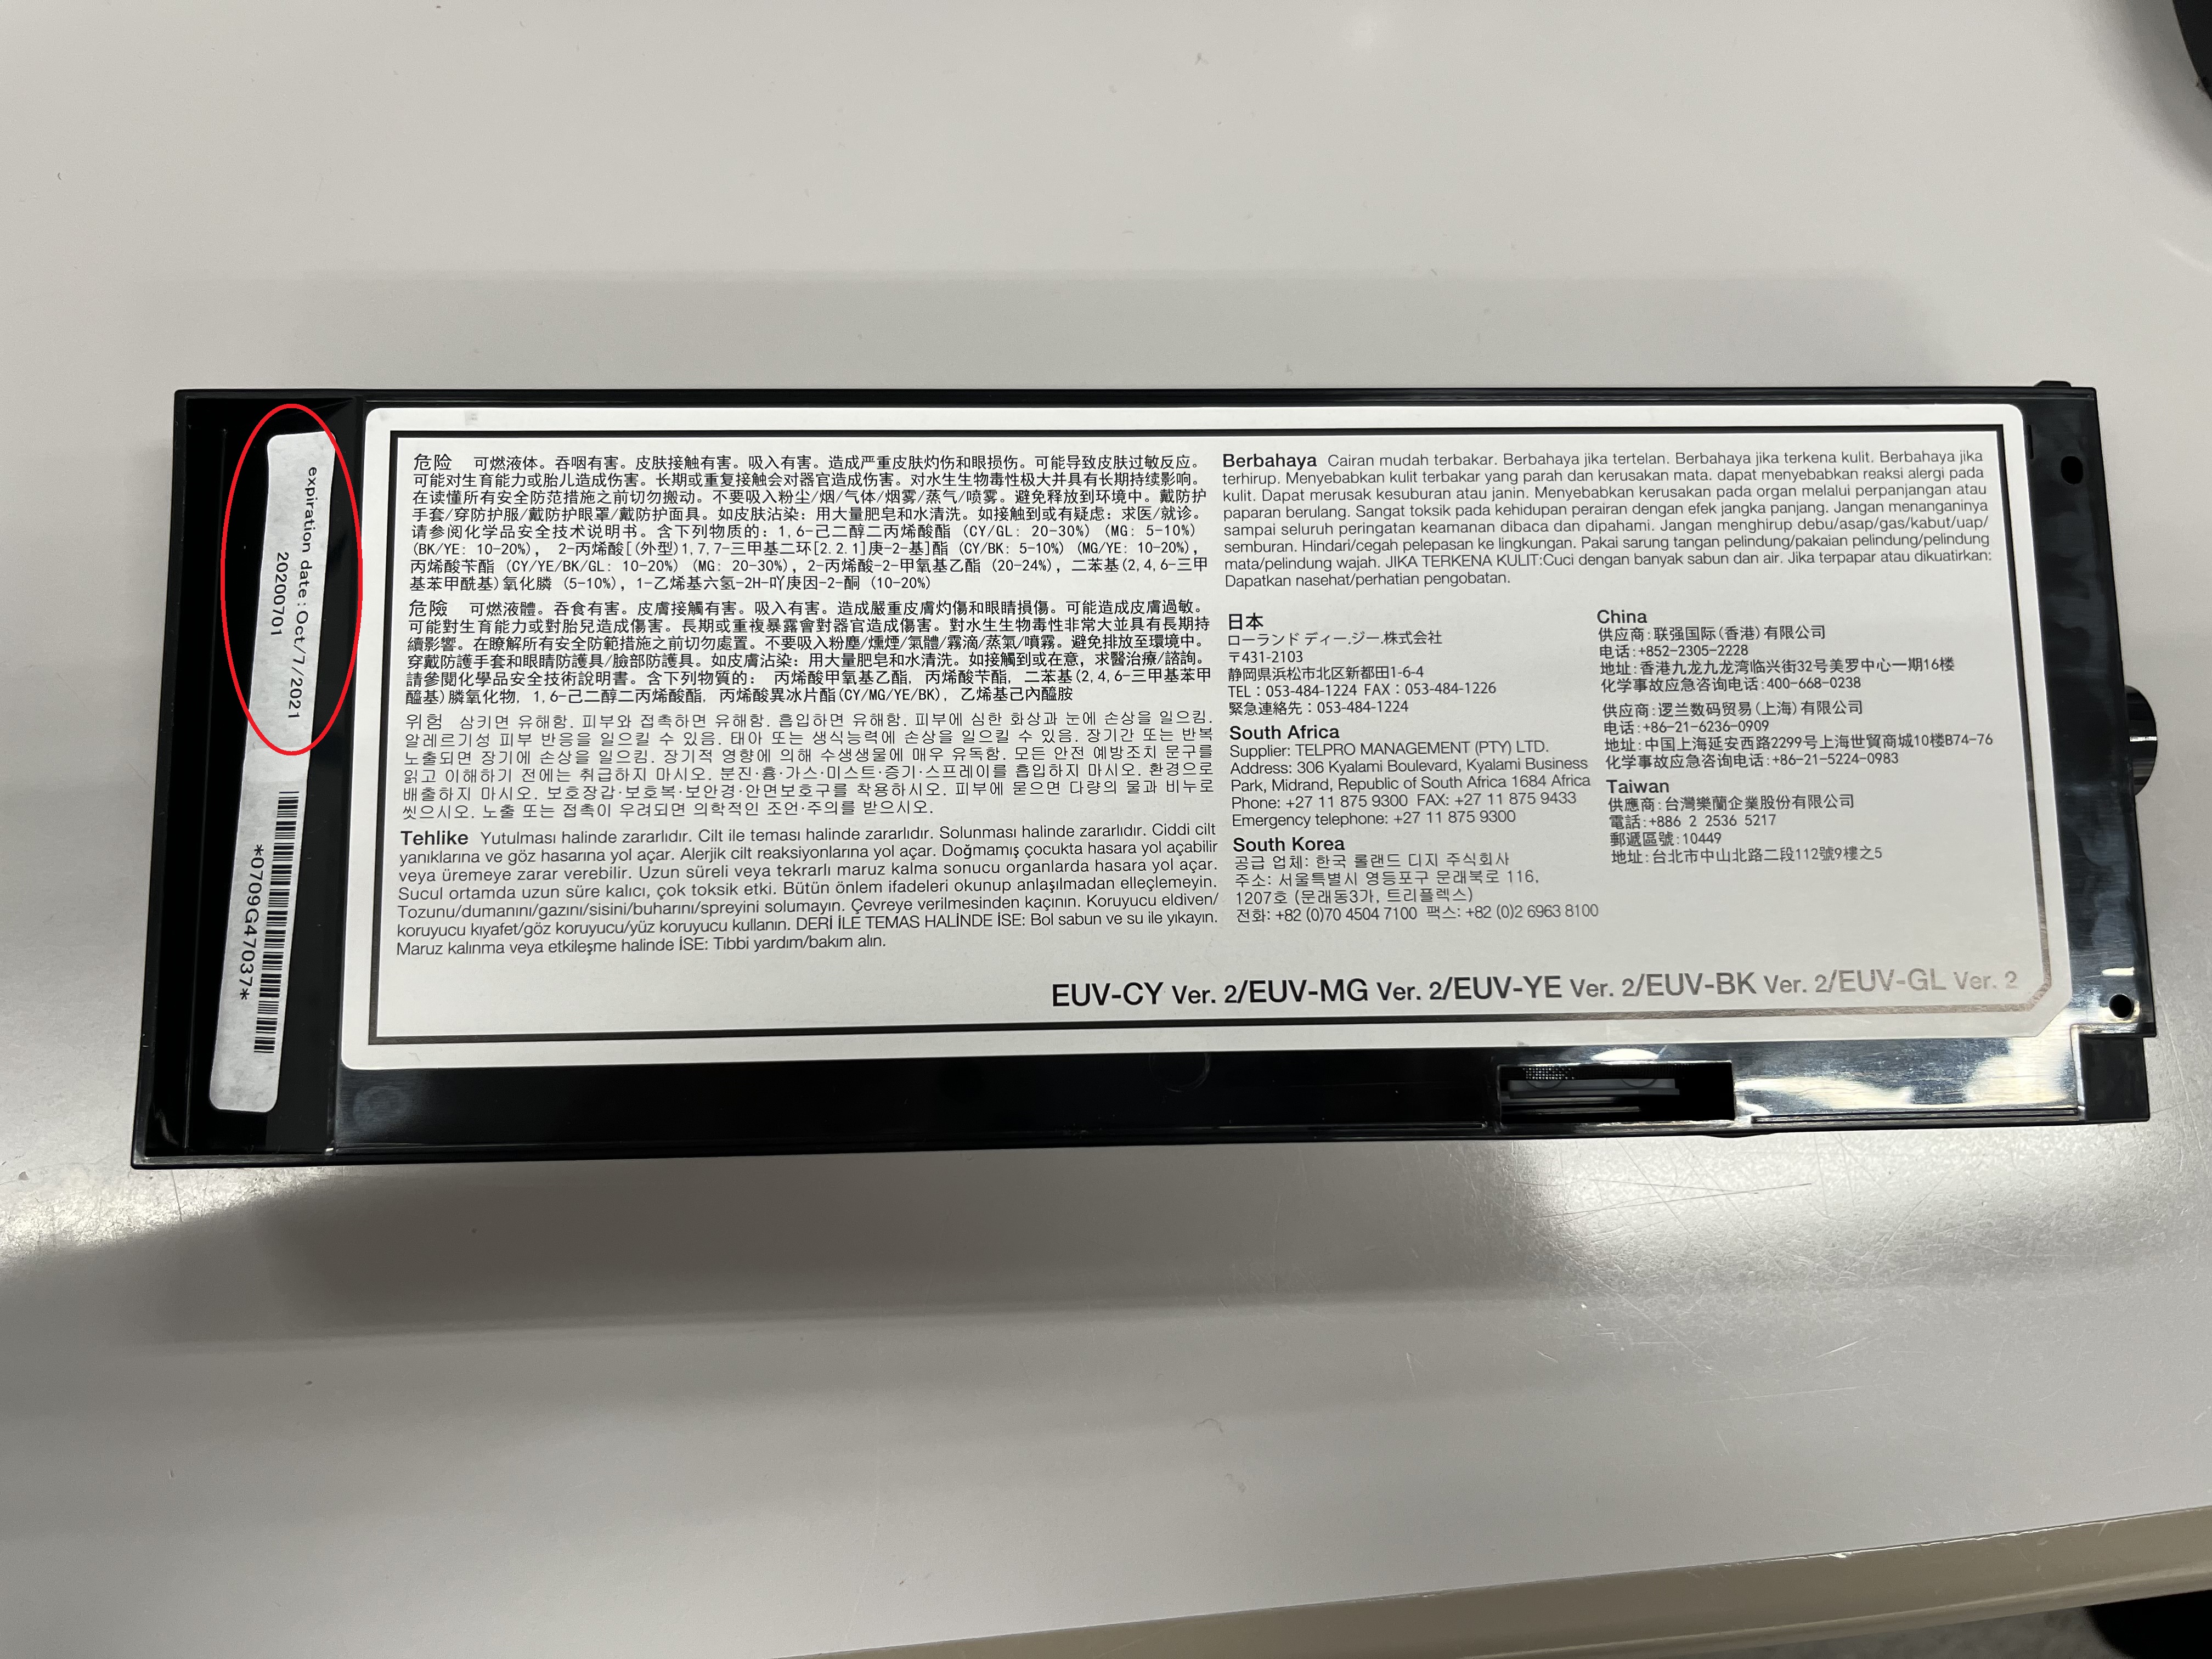 expiration date:Oct/7/2021
20200701
*0709G47037*
危险 可燃液体。吞咽有害。皮肤接触有害。吸入有害。造成严重皮肤灼伤和眼损伤。可能导致皮肤过敏反应。
可能对生育能力或胎儿造成伤害。长期或重复接触会对器官造成伤害。对水生生物毒性极大并具有长期持续影响。
在读懂所有安全防范措施之前切勿搬动。不要吸入粉尘/烟/气体/烟雾/蒸气/喷雾。避免释放到环境中。戴防护
手套/穿防护服/戴防护眼罩/戴防护面具。如皮肤沾染：用大量肥皂和水清洗。如接触到或有疑虑：求医/就诊。
请参阅化学品安全技术说明书。含下列物质的：1,6-己二醇二丙烯酸酯 (CY/GL: 20-30%) (MG: 5-10%)
(BK/YE: 10-20%)， 2-丙烯酸[(外型)1,7,7-三甲基二环[2.2.1]庚-2-基]酯 (CY/BK: 5-10%) (MG/YE: 10-20%)，
丙烯酸苄酯 (CY/YE/BK/GL: 10-20%) (MG: 20-30%)，2-丙烯酸-2-甲氧基乙酯 (20-24%)，二苯基(2,4,6-三甲
基苯甲酰基)氧化膦 (5-10%)，1-乙烯基六氢-2H-吖庚因-2-酮 (10-20%)
危險 可燃液體。吞食有害。皮膚接觸有害。吸入有害。造成嚴重皮膚灼傷和眼睛損傷。可能造成皮膚過敏。
可能對生育能力或對胎兒造成傷害。長期或重複暴露會對器官造成傷害。對水生生物毒性非常大並具有長期持
續影響。在瞭解所有安全防範措施之前切勿處置。不要吸入粉塵/燻煙/氣體/霧滴/蒸氣/噴霧。避免排放至環境中。
穿戴防護手套和眼睛防護具/臉部防護具。如皮膚沾染：用大量肥皂和水清洗。如接觸到或在意，求醫治療/諮詢。
請參閱化學品安全技術說明書。含下列物質的： 丙烯酸甲氧基乙酯, 丙烯酸苄酯, 二苯基(2,4,6-三甲基苯甲
醯基)膦氧化物, 1,6-己二醇二丙烯酸酯, 丙烯酸異冰片酯(CY/MG/YE/BK), 乙烯基己內醯胺
위험 삼키면 유해함. 피부와 접촉하면 유해함. 흡입하면 유해함. 피부에 심한 화상과 눈에 손상을 일으킴.
알레르기성 피부 반응을 일으킬 수 있음. 태아 또는 생식능력에 손상을 일으킬 수 있음. 장기간 또는 반복
노출되면 장기에 손상을 일으킴. 장기적 영향에 의해 수생생물에 매우 유독함. 모든 안전 예방조치 문구를
읽고 이해하기 전에는 취급하지 마시오. 분진·흄·가스·미스트·증기·스프레이를 흡입하지 마시오. 환경으로
배출하지 마시오. 보호장갑·보호복·보안경·안면보호구를 착용하시오. 피부에 묻으면 다량의 물과 비누로
씻으시오. 노출 또는 접촉이 우려되면 의학적인 조언·주의를 받으시오.
Tehlike Yutulması halinde zararlıdır. Cilt ile teması halinde zararlıdır. Solunması halinde zararlıdır. Ciddi cilt
yanıklarına ve göz hasarına yol açar. Alerjik cilt reaksiyonlarına yol açar. Doğmamış çocukta hasara yol açabilir
veya üremeye zarar verebilir. Uzun süreli veya tekrarlı maruz kalma sonucu organlarda hasara yol açar.
Sucul ortamda uzun süre kalıcı, çok toksik etki. Bütün önlem ifadeleri okunup anlaşılmadan elleçlemeyin.
Tozunu/dumanını/gazını/sisini/buharını/spreyini solumayın. Çevreye verilmesinden kaçının. Koruyucu eldiven/
koruyucu kıyafet/göz koruyucu/yüz koruyucu kullanın. DERİ İLE TEMAS HALİNDE İSE: Bol sabun ve su ile yıkayın.
Maruz kalınma veya etkileşme halinde İSE: Tıbbi yardım/bakım alın.
Berbahaya Cairan mudah terbakar. Berbahaya jika tertelan. Berbahaya jika terkena kulit. Berbahaya jika
terhirup. Menyebabkan kulit terbakar yang parah dan kerusakan mata. dapat menyebabkan reaksi alergi pada
kulit. Dapat merusak kesuburan atau janin. Menyebabkan kerusakan pada organ melalui perpanjangan atau
paparan berulang. Sangat toksik pada kehidupan perairan dengan efek jangka panjang. Jangan menanganinya
sampai seluruh peringatan keamanan dibaca dan dipahami. Jangan menghirup debu/asap/gas/kabut/uap/
semburan. Hindari/cegah pelepasan ke lingkungan. Pakai sarung tangan pelindung/pakaian pelindung/pelindung
mata/pelindung wajah. JIKA TERKENA KULIT:Cuci dengan banyak sabun dan air. Jika terpapar atau dikuatirkan:
Dapatkan nasehat/perhatian pengobatan.
日本
ローランド ディー.ジー.株式会社
〒431-2103
静岡県浜松市北区新都田1-6-4
TEL：053-484-1224 FAX：053-484-1226
緊急連絡先：053-484-1224
South Africa
Supplier: TELPRO MANAGEMENT (PTY) LTD.
Address: 306 Kyalami Boulevard, Kyalami Business
Park, Midrand, Republic of South Africa 1684 Africa
Phone: +27 11 875 9300 FAX: +27 11 875 9433
Emergency telephone: +27 11 875 9300
South Korea
공급 업체: 한국 롤랜드 디지 주식회사
주소: 서울특별시 영등포구 문래북로 116,
1207호 (문래동3가, 트리플렉스)
전화: +82 (0)70 4504 7100 팩스: +82 (0)2 6963 8100
China
供应商:联强国际(香港)有限公司
电话:+852-2305-2228
地址:香港九龙九龙湾临兴街32号美罗中心一期16楼
化学事故应急咨询电话:400-668-0238
供应商:逻兰数码贸易(上海)有限公司
电话:+86-21-6236-0909
地址:中国上海延安西路2299号上海世貿商城10楼B74-76
化学事故应急咨询电话:+86-21-5224-0983
Taiwan
供應商:台灣樂蘭企業股份有限公司
電話:+886 2 2536 5217
郵遞區號:10449
地址:台北市中山北路二段112號9樓之5
EUV-CY Ver. 2/EUV-MG Ver. 2/EUV-YE Ver. 2/EUV-BK Ver. 2/EUV-GL Ver. 2